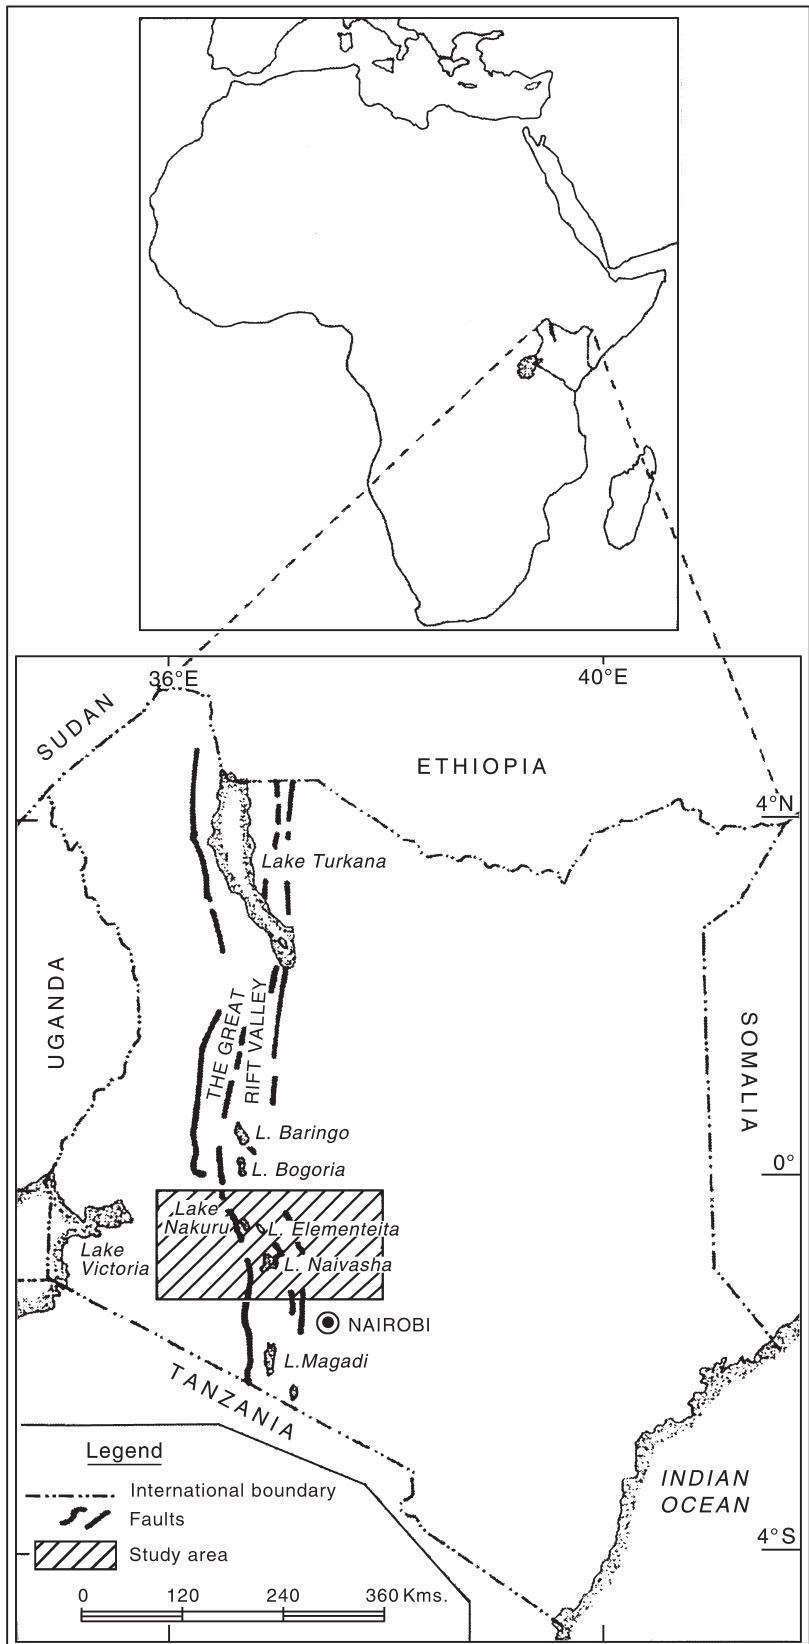 36°E
40°E
SUDAN
ETHIOPIA
4°N
Lake Turkana
UGANDA
THE GREAT
RIFT VALLEY
SOMALIA
L. Baringo
0°
L. Bogoria
Lake
Nakuru
L. Elementeita
Lake
Victoria
L. Naivasha
NAIROBI
L.Magadi
TANZANIA
Legend
International boundary
Faults
Study area
INDIAN
OCEAN
4°S
0 120 240 360 Kms.